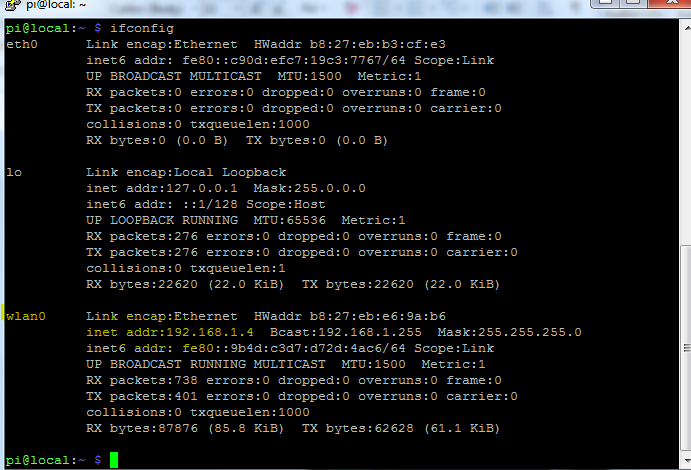 pi@local: ~
pi@local:~ $ ifconfig
eth0      Link encap:Ethernet  HWaddr b8:27:eb:b3:cf:e3
          inet6 addr: fe80::c90d:efc7:19c3:7767/64 Scope:Link
          UP BROADCAST MULTICAST  MTU:1500  Metric:1
          RX packets:0 errors:0 dropped:0 overruns:0 frame:0
          TX packets:0 errors:0 dropped:0 overruns:0 carrier:0
          collisions:0 txqueuelen:1000
          RX bytes:0 (0.0 B)  TX bytes:0 (0.0 B)
lo        Link encap:Local Loopback
          inet addr:127.0.0.1  Mask:255.0.0.0
          inet6 addr: ::1/128 Scope:Host
          UP LOOPBACK RUNNING  MTU:65536  Metric:1
          RX packets:276 errors:0 dropped:0 overruns:0 frame:0
          TX packets:276 errors:0 dropped:0 overruns:0 carrier:0
          collisions:0 txqueuelen:1
          RX bytes:22620 (22.0 KiB)  TX bytes:22620 (22.0 KiB)
wlan0     Link encap:Ethernet  HWaddr b8:27:eb:e6:9a:b6
          inet addr:192.168.1.4  Bcast:192.168.1.255  Mask:255.255.255.0
          inet6 addr: fe80::9b4d:c3d7:d72d:4ac6/64 Scope:Link
          UP BROADCAST RUNNING MULTICAST  MTU:1500  Metric:1
          RX packets:738 errors:0 dropped:0 overruns:0 frame:0
          TX packets:401 errors:0 dropped:0 overruns:0 carrier:0
          collisions:0 txqueuelen:1000
          RX bytes:87876 (85.8 KiB)  TX bytes:62628 (61.1 KiB)
pi@local:~ $